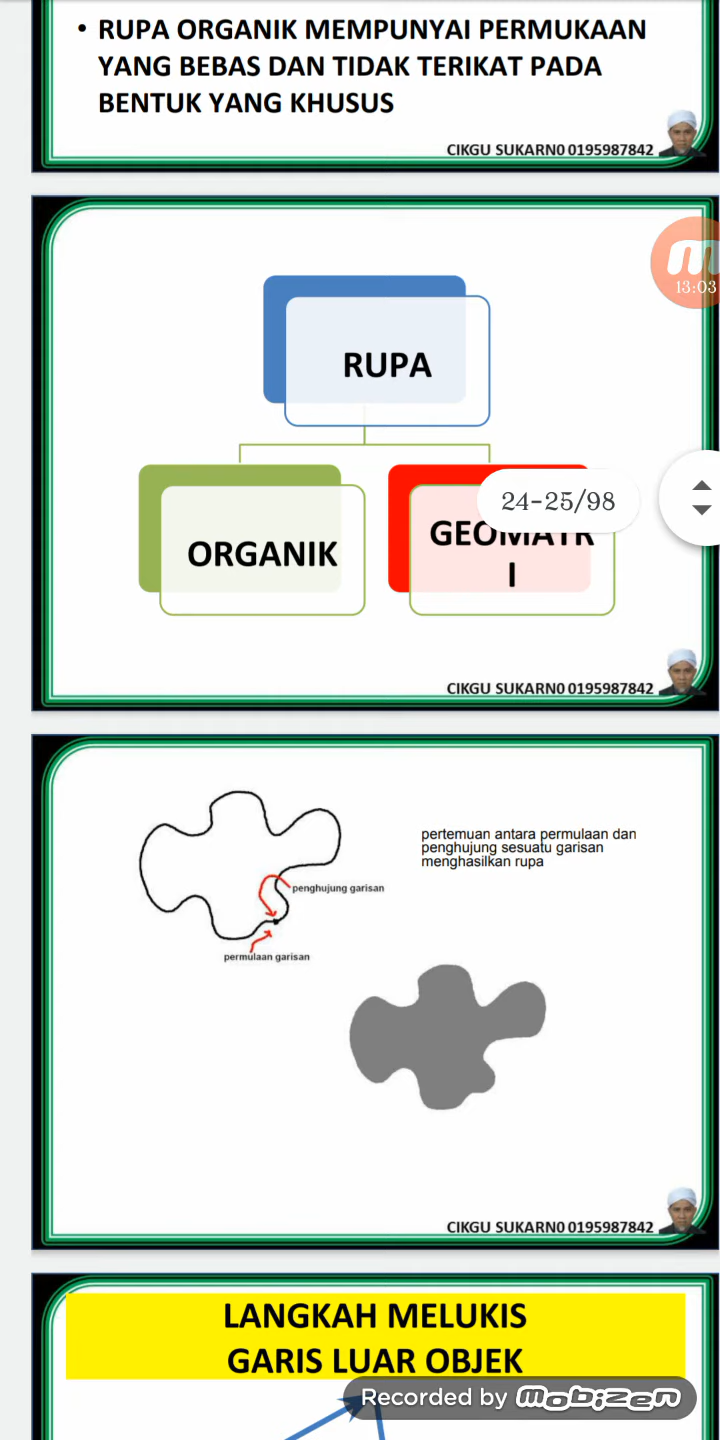 • RUPA ORGANIK MEMPUNYAI PERMUKAAN
YANG BEBAS DAN TIDAK TERIKAT PADA
BENTUK YANG KHUSUS
CIKGU SUKARN0 0195987842
13:03
RUPA
24-25/98
ORGANIK
GEOMATR
I
CIKGU SUKARN0 0195987842
pertemuan antara permulaan dan
penghujung sesuatu garisan
menghasilkan rupa
penghujung garisan
permulaan garisan
CIKGU SUKARN0 0195987842
LANGKAH MELUKIS
GARIS LUAR OBJEK
Recorded by Mobizen